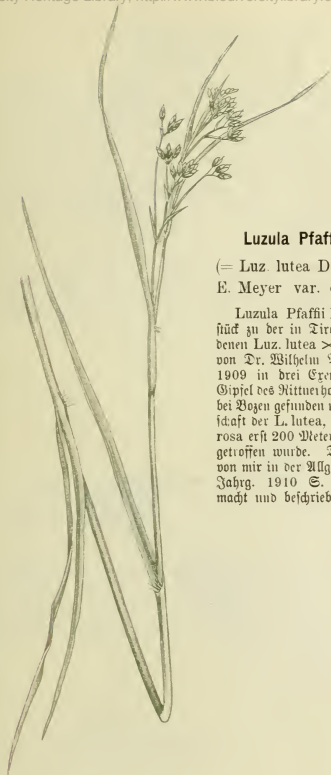 Luzula Pfaff
(= Luz. lutea D
E. Meyer var.
Luzula Pfaffii
stück zu der in Tir
denen Luz. lutea ×
von Dr. Wilhelm
1909 in drei Exe
Gipfel des Rittnerho
bei Bozen gefunden
schaft der L. lutea,
rosa erst 200 Meter
getroffen wurde.
von mir in der Allg
Jahrg. 1910 S.
macht und beschrieb